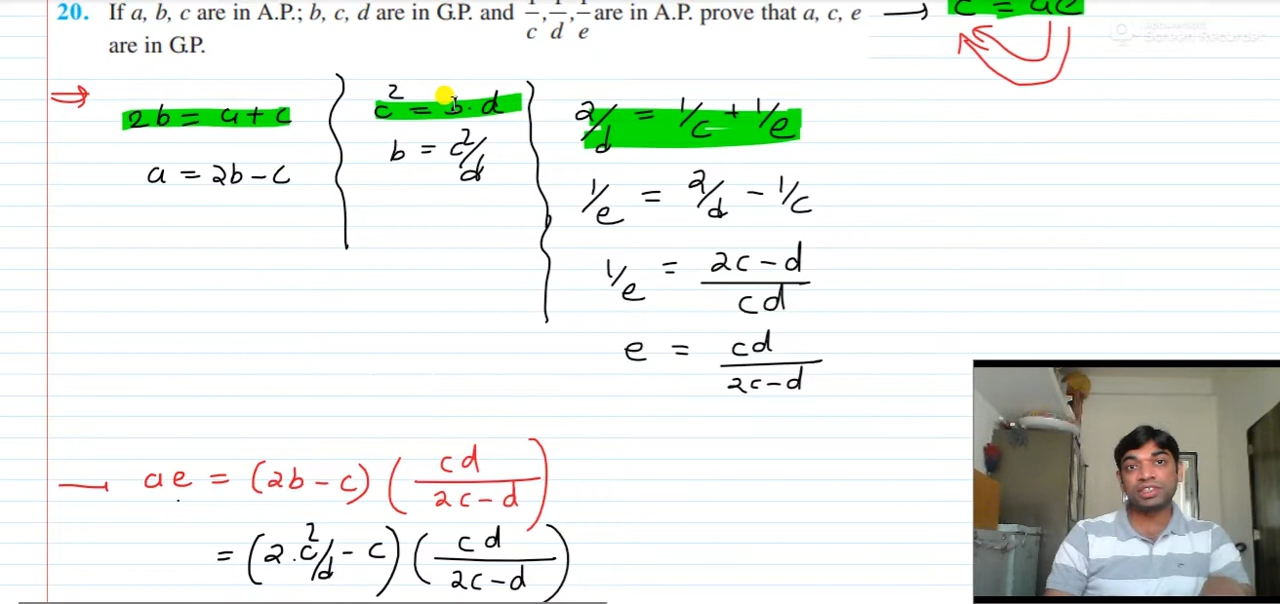 20. If a, b, c are in A.P.; b, c, d are in G.P. and 1/c, 1/d, 1/e are in A.P. prove that a, c, e
are in G.P.
→ c = ae
Screen Recorder
⇒ 2b = a + c
a = 2b - c
c² = b.d
b = c²/d
2/d = 1/c + 1/e
1/e = 2/d - 1/c
1/e = (2c - d)/cd
e = cd/(2c - d)
ae = (2b - c) (cd/(2c - d))
= (2.c²/d - c) (cd/(2c - d))